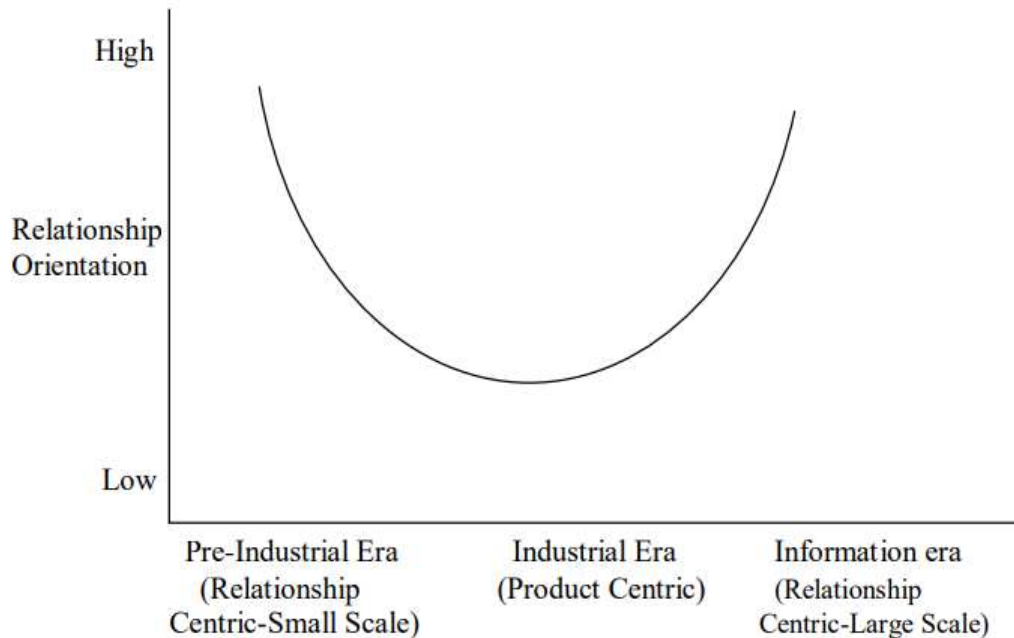 High
Relationship
Orientation
Low
Pre-Industrial Era
(Relationship
Centric-Small Scale)
Industrial Era
(Product Centric)
Information era
(Relationship
Centric-Large Scale)